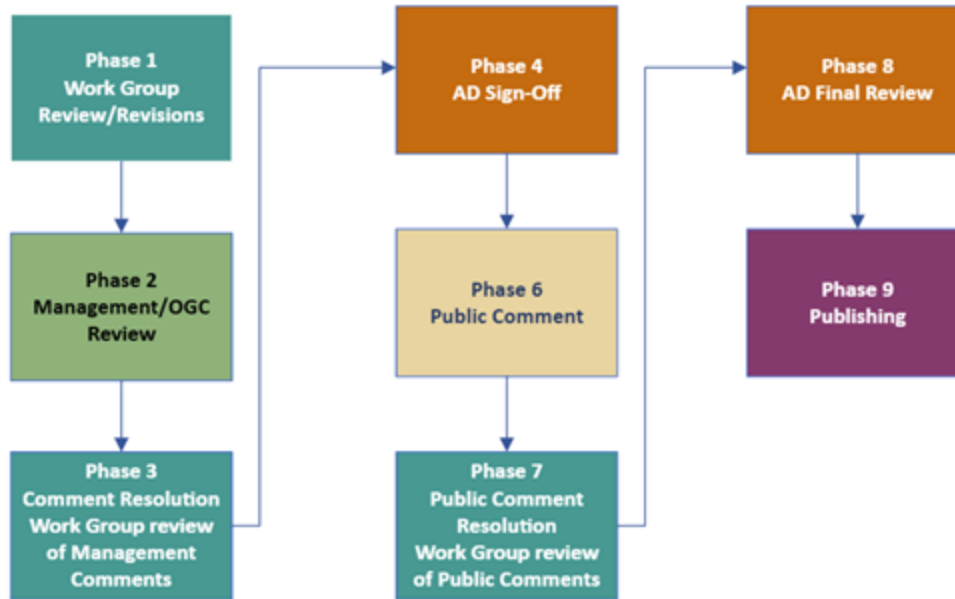 Phase 1
Work Group
Review/Revisions
Phase 2
Management/OGC
Review
Phase 3
Comment Resolution
Work Group review
of Management
Comments
Phase 4
AD Sign-Off
Phase 6
Public Comment
Phase 7
Public Comment
Resolution
Work Group review
of Public Comments
Phase 8
AD Final Review
Phase 9
Publishing